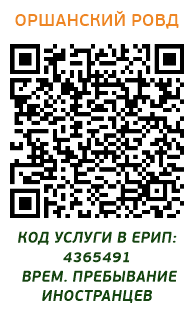 ОРШАНСКИЙ РОВД
КОД УСЛУГИ В ЕРИП:
4365491
ВРЕМ. ПРЕБЫВАНИЕ
ИНОСТРАНЦЕВ